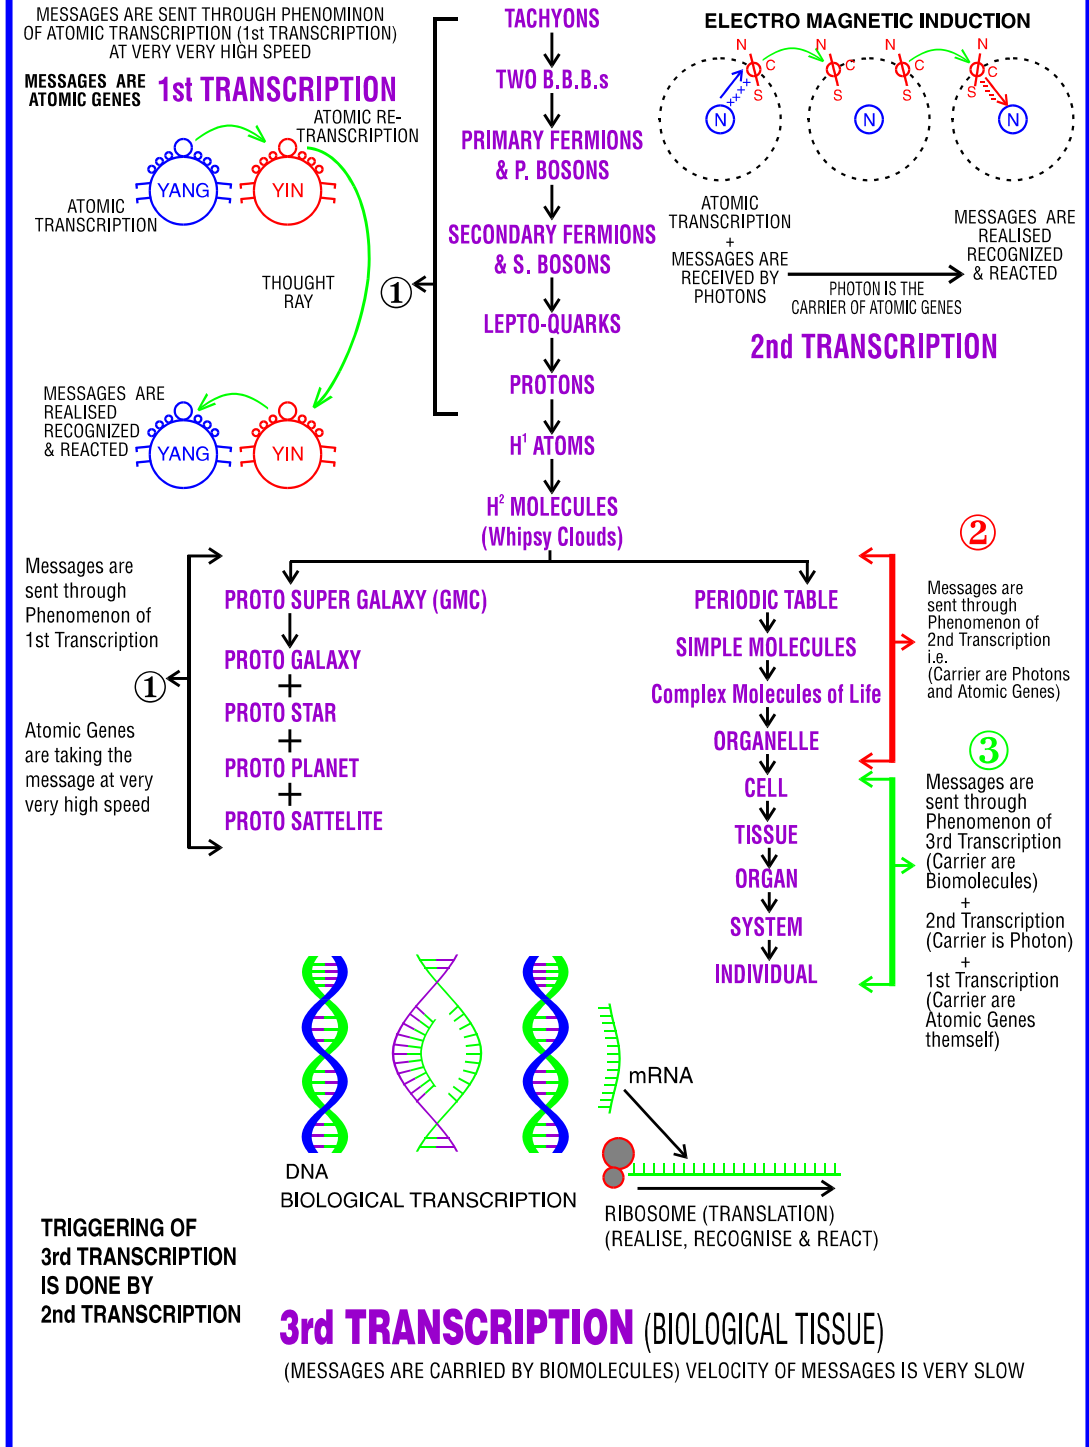 MESSAGES ARE SENT THROUGH PHENOMINON
OF ATOMIC TRANSCRIPTION (1st TRANSCRIPTION)
AT VERY VERY HIGH SPEED
MESSAGES ARE
ATOMIC GENES
1st TRANSCRIPTION
ATOMIC RE-
TRANSCRIPTION
YANG
YIN
ATOMIC
TRANSCRIPTION
THOUGHT
RAY
MESSAGES ARE
REALISED
RECOGNIZED
& REACTED
YANG
YIN
1
TACHYONS
TWO B.B.B.s
PRIMARY FERMIONS
& P. BOSONS
SECONDARY FERMIONS
& S. BOSONS
LEPTO-QUARKS
PROTONS
H¹ ATOMS
H² MOLECULES
(Whipsy Clouds)
ELECTRO MAGNETIC INDUCTION
N
N
N
N
C
C
S
S
S
S
++++
N
N
N
ATOMIC
TRANSCRIPTION
+
MESSAGES ARE
RECEIVED BY
PHOTONS
PHOTON IS THE
CARRIER OF ATOMIC GENES
MESSAGES ARE
REALISED
RECOGNIZED
& REACTED
2nd TRANSCRIPTION
Messages are
sent through
Phenomenon of
1st Transcription
1
Atomic Genes
are taking the
message at very
very high speed
PROTO SUPER GALAXY (GMC)
PROTO GALAXY
+
PROTO STAR
+
PROTO PLANET
+
PROTO SATTELITE
PERIODIC TABLE
SIMPLE MOLECULES
Complex Molecules of Life
ORGANELLE
CELL
TISSUE
ORGAN
SYSTEM
INDIVIDUAL
2
Messages are
sent through
Phenomenon of
2nd Transcription
i.e.
(Carrier are Photons
and Atomic Genes)
3
Messages are
sent through
Phenomenon of
3rd Transcription
(Carrier are
Biomolecules)
+
2nd Transcription
(Carrier is Photon)
+
1st Transcription
(Carrier are
Atomic Genes
themself)
mRNA
DNA
BIOLOGICAL TRANSCRIPTION
RIBOSOME (TRANSLATION)
(REALISE, RECOGNISE & REACT)
TRIGGERING OF
3rd TRANSCRIPTION
IS DONE BY
2nd TRANSCRIPTION
3rd TRANSCRIPTION (BIOLOGICAL TISSUE)
(MESSAGES ARE CARRIED BY BIOMOLECULES) VELOCITY OF MESSAGES IS VERY SLOW